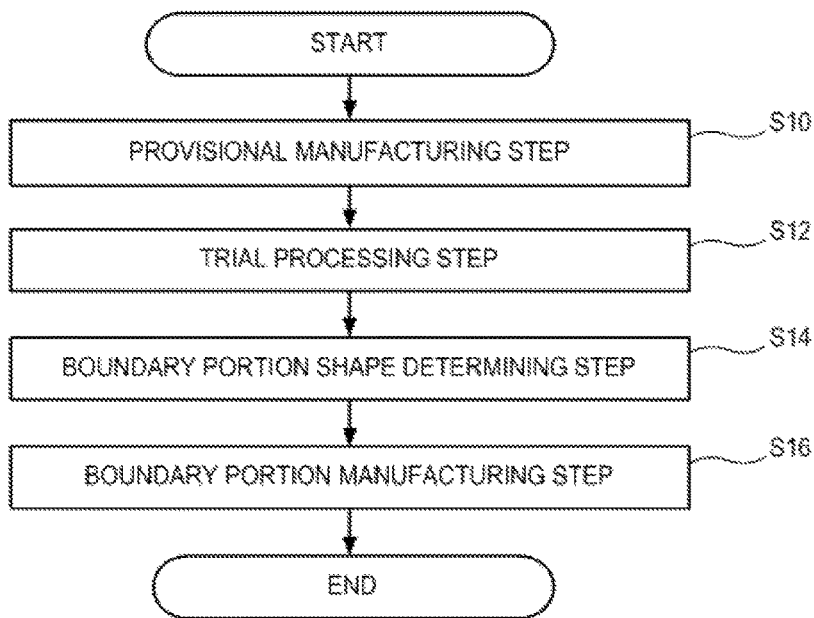 START
PROVISIONAL MANUFACTURING STEP
S10
TRIAL PROCESSING STEP
S12
BOUNDARY PORTION SHAPE DETERMINING STEP
S14
BOUNDARY PORTION MANUFACTURING STEP
S16
END